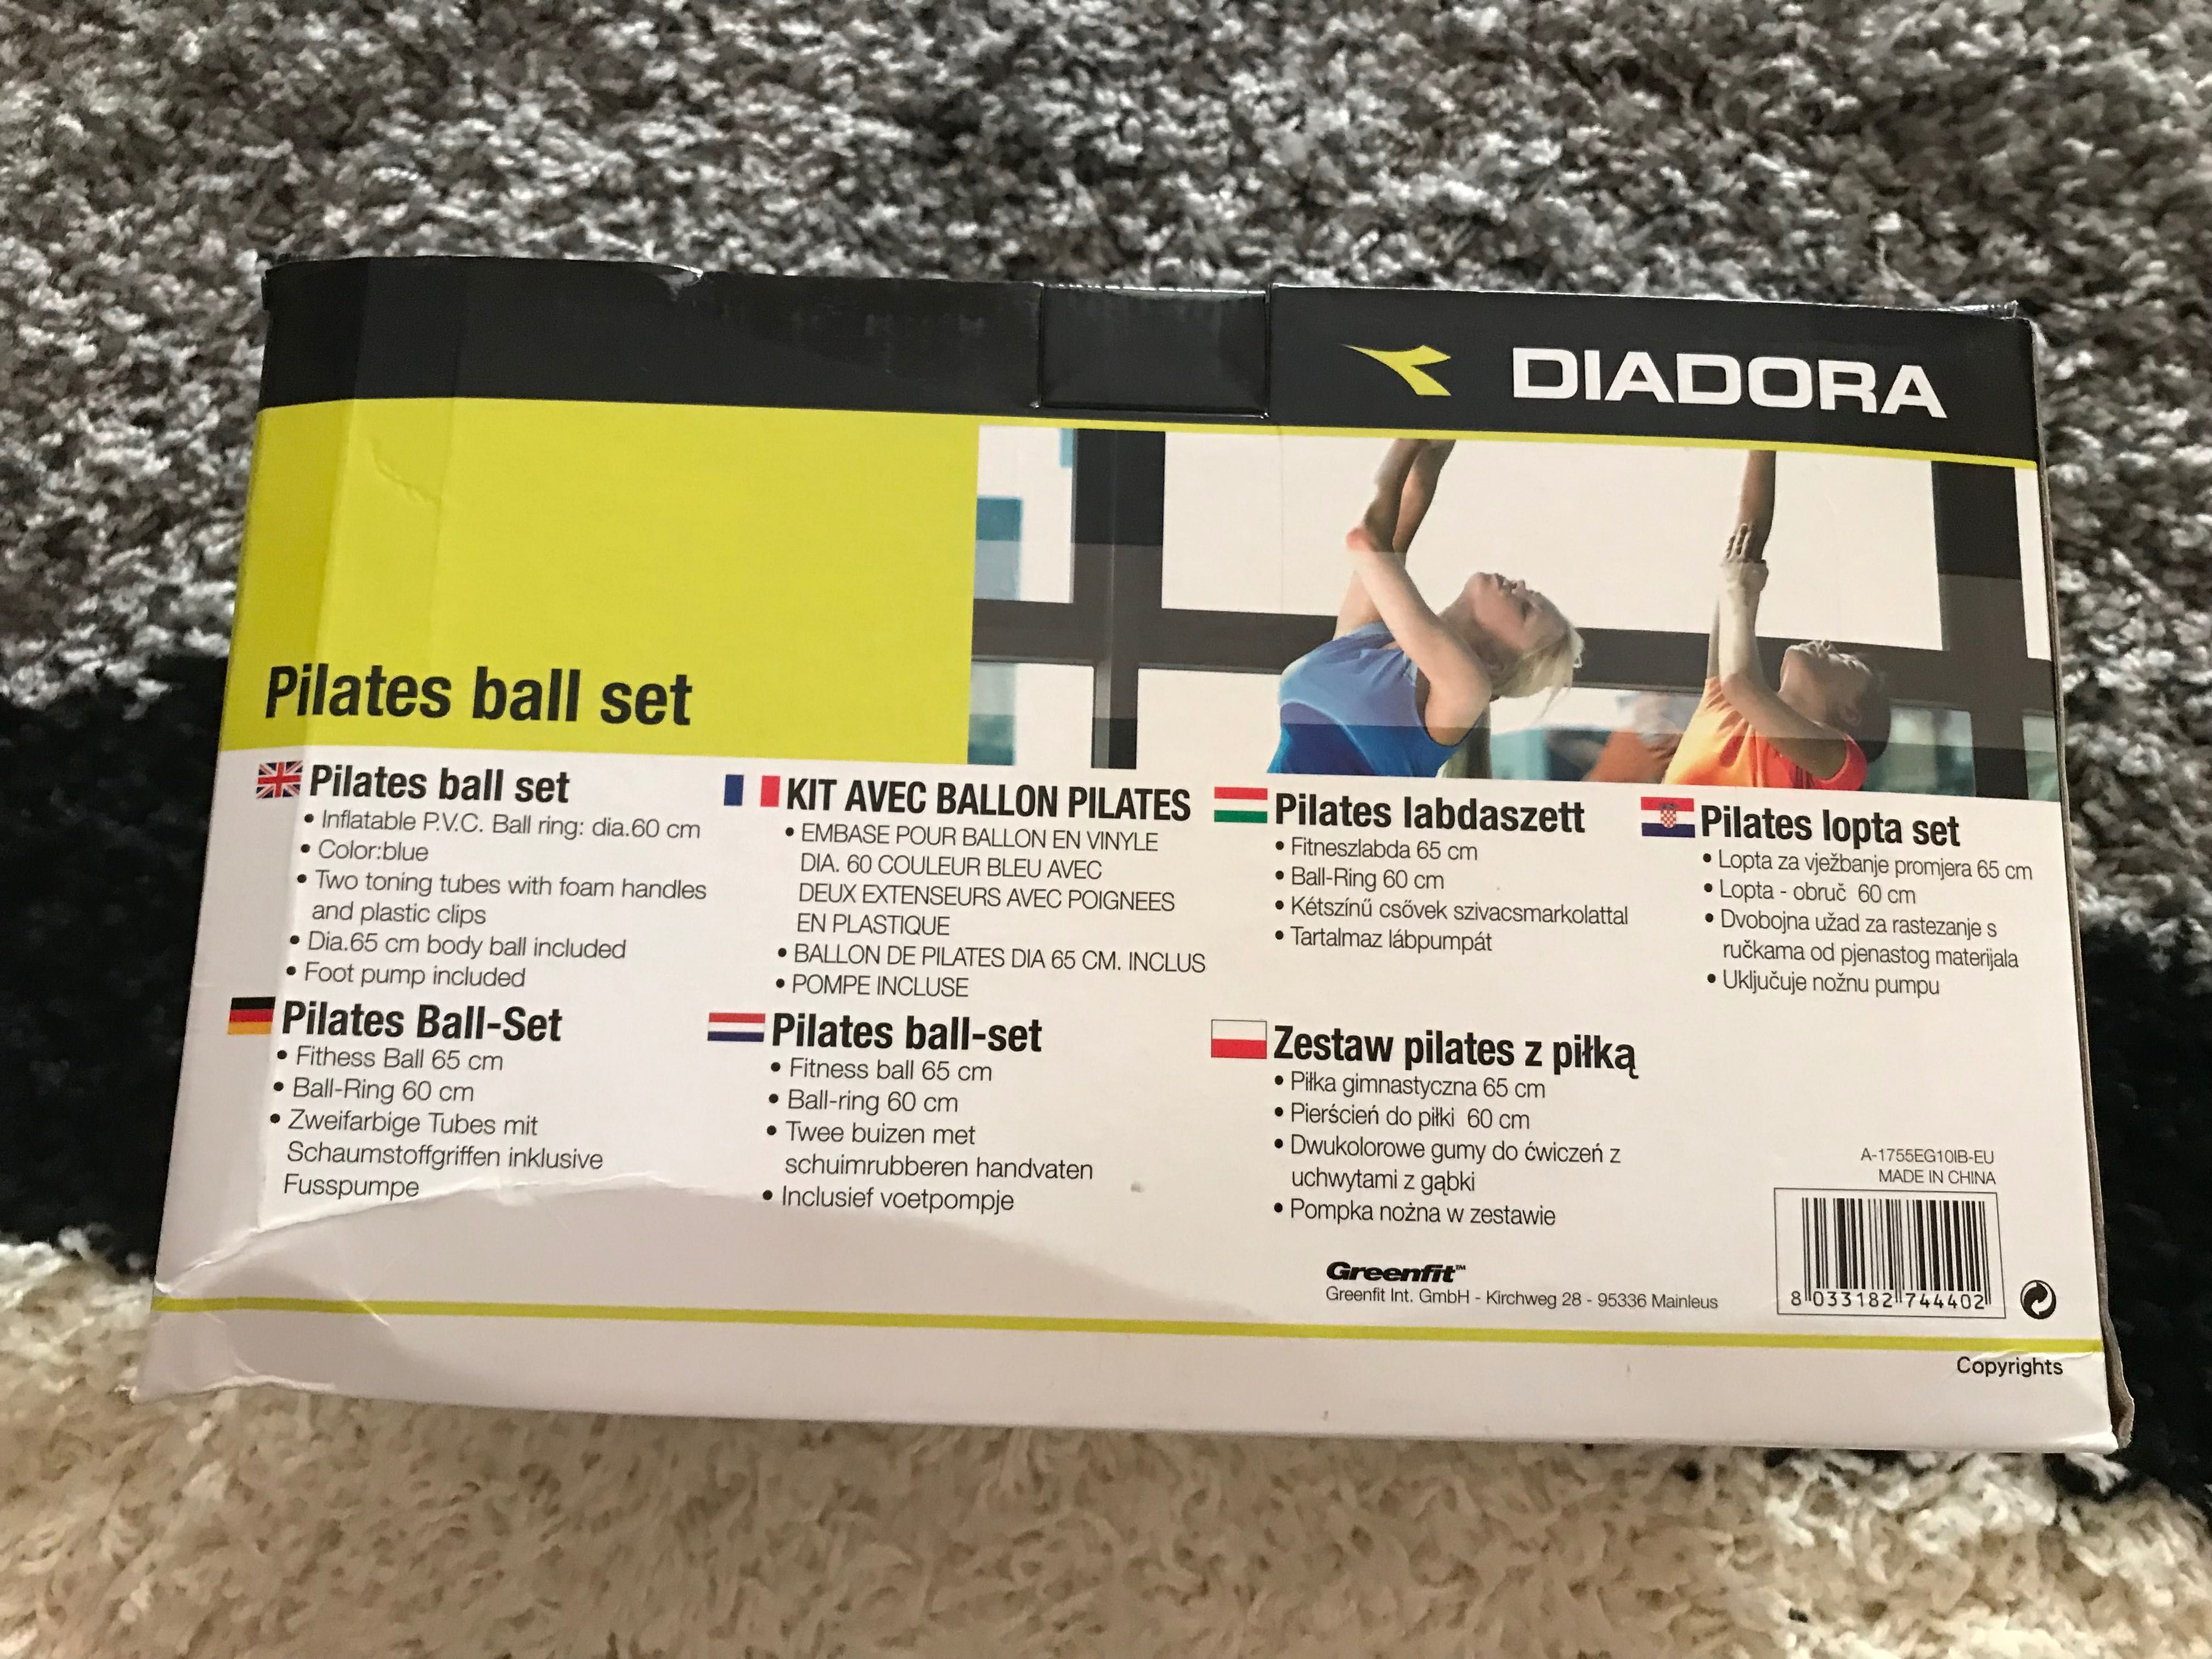 DIADORA
Pilates ball set
Pilates ball set
• Inflatable P.V.C. Ball ring: dia.60 cm
• Color:blue
• Two toning tubes with foam handles
and plastic clips
• Dia.65 cm body ball included
• Foot pump included
KIT AVEC BALLON PILATES
• EMBASE POUR BALLON EN VINYLE
DIA. 60 COULEUR BLEU AVEC
DEUX EXTENSEURS AVEC POIGNEES
EN PLASTIQUE
• BALLON DE PILATES DIA 65 CM. INCLUS
• POMPE INCLUSE
Pilates labdaszett
• Fitneszlabda 65 cm
• Ball-Ring 60 cm
• Kétszínű csövek szivacsmarkolattal
• Tartalmaz lábpumpát
Pilates lopta set
• Lopta za vježbanje promjera 65 cm
• Lopta - obruč 60 cm
• Dvobojna užad za rastezanje s
ručkama od pjenastog materijala
• Uključuje nožnu pumpu
Pilates Ball-Set
• Fithess Ball 65 cm
• Ball-Ring 60 cm
• Zweifarbige Tubes mit
Schaumstoffgriffen inklusive
Fusspumpe
Pilates ball-set
• Fitness ball 65 cm
• Ball-ring 60 cm
• Twee buizen met
schuimrubberen handvaten
• Inclusief voetpompje
Zestaw pilates z piłką
• Piłka gimnastyczna 65 cm
• Pierścień do piłki 60 cm
• Dwukolorowe gumy do ćwiczeń z
uchwytami z gąbki
• Pompka nożna w zestawie
A-1755EG10IB-EU
MADE IN CHINA
8 033182 744402
Greenfit™
Greenfit Int. GmbH - Kirchweg 28 - 95336 Mainleus
Copyrights